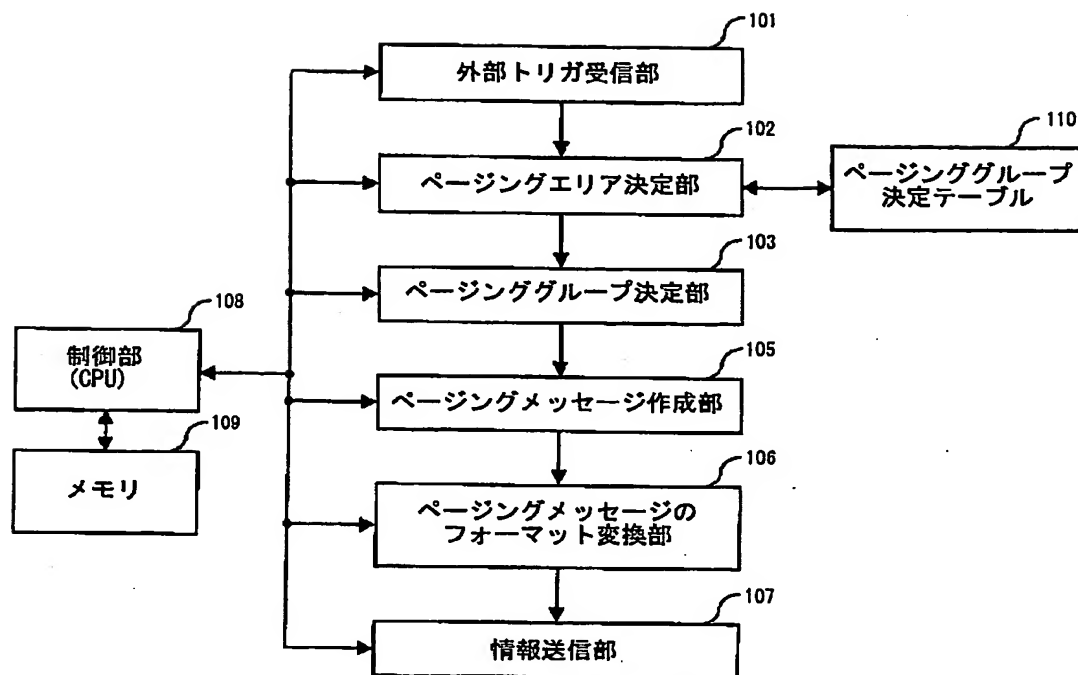 101
外部トリガ受信部
102
ページングエリア決定部
110
ページンググループ
決定テーブル
103
ページンググループ決定部
108
制御部
(CPU)
105
ページングメッセージ作成部
109
メモリ
106
ページングメッセージの
フォーマット変換部
107
情報送信部